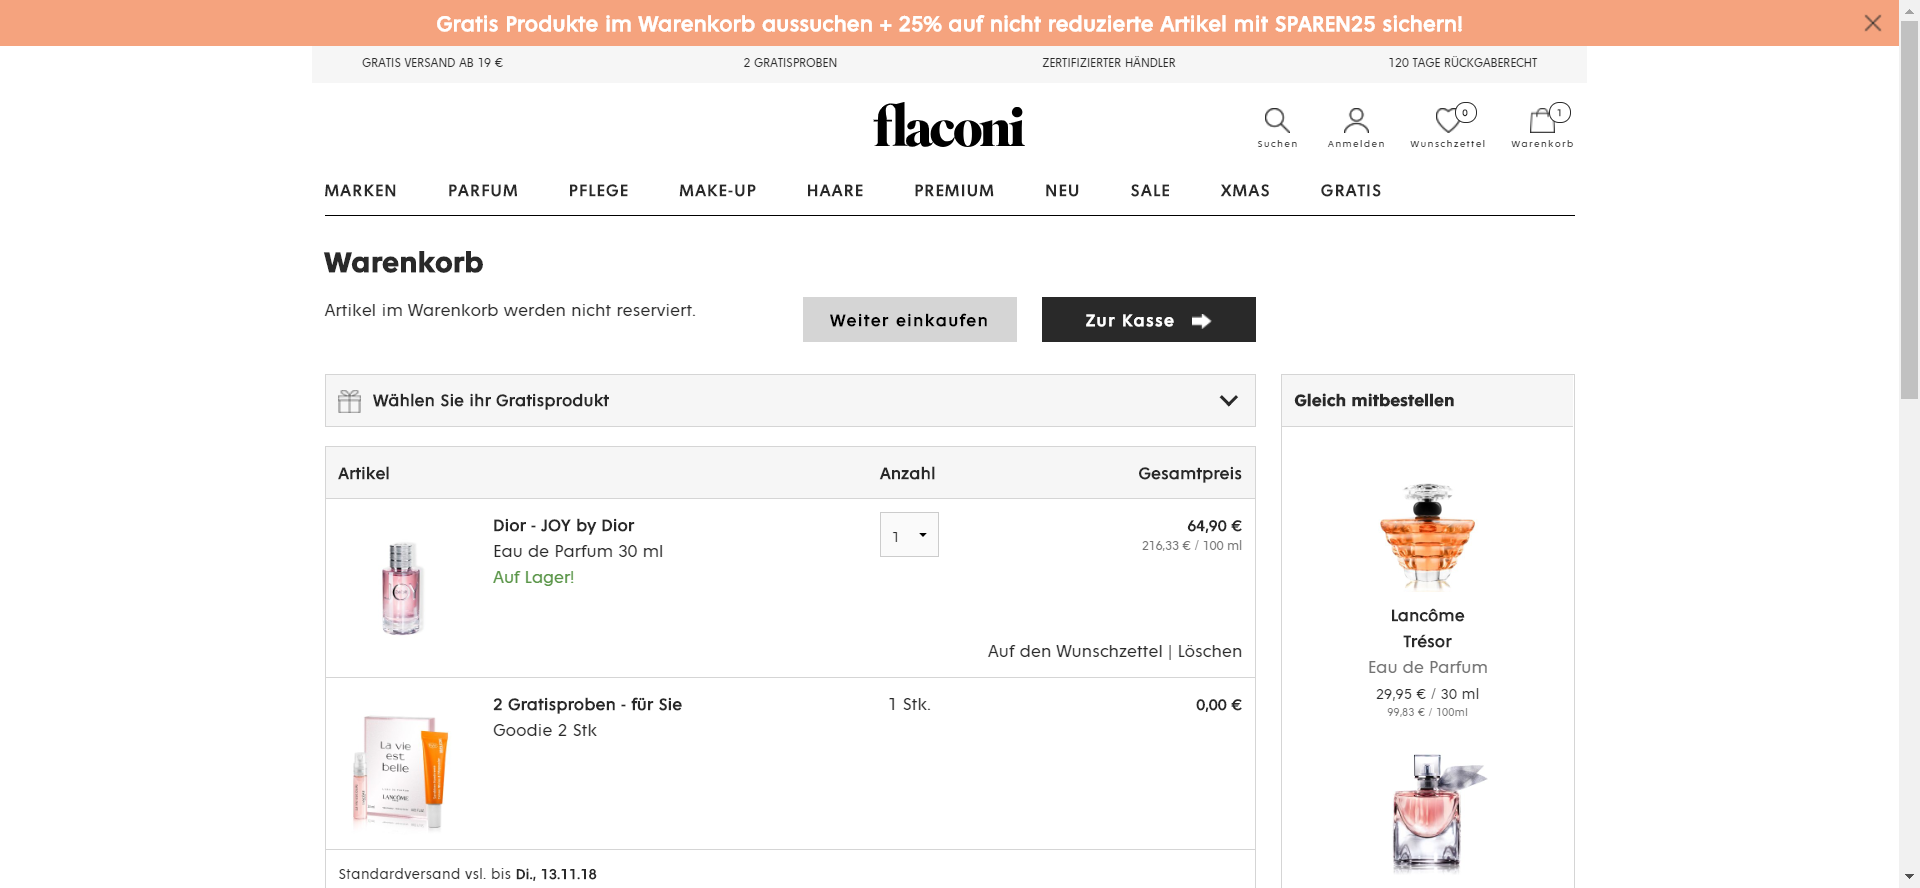 Gratis Produkte im Warenkorb aussuchen + 25% auf nicht reduzierte Artikel mit SPAREN25 sichern!
GRATIS VERSAND AB 19 €
2 GRATISPROBEN
ZERTIFIZIERTER HÄNDLER
120 TAGE RÜCKGABERECHT
flaconi
Suchen
Anmelden
0
Wunschzettel
1
Warenkorb
MARKEN PARFUM PFLEGE MAKE-UP HAARE PREMIUM NEU SALE XMAS GRATIS
Warenkorb
Artikel im Warenkorb werden nicht reserviert.
Weiter einkaufen
Zur Kasse
Wählen Sie ihr Gratisprodukt
Artikel Anzahl Gesamtpreis
Dior - JOY by Dior
Eau de Parfum 30 ml
Auf Lager!
1
64,90 €
216,33 € / 100 ml
Auf den Wunschzettel | Löschen
La vie
est
belle
LANCÔME
2 Gratisproben - für Sie
Goodie 2 Stk
1 Stk.
0,00 €
Standardversand vsl. bis Di., 13.11.18
Gleich mitbestellen
Lancôme
Trésor
Eau de Parfum
29,95 € / 30 ml
99,83 € / 100ml